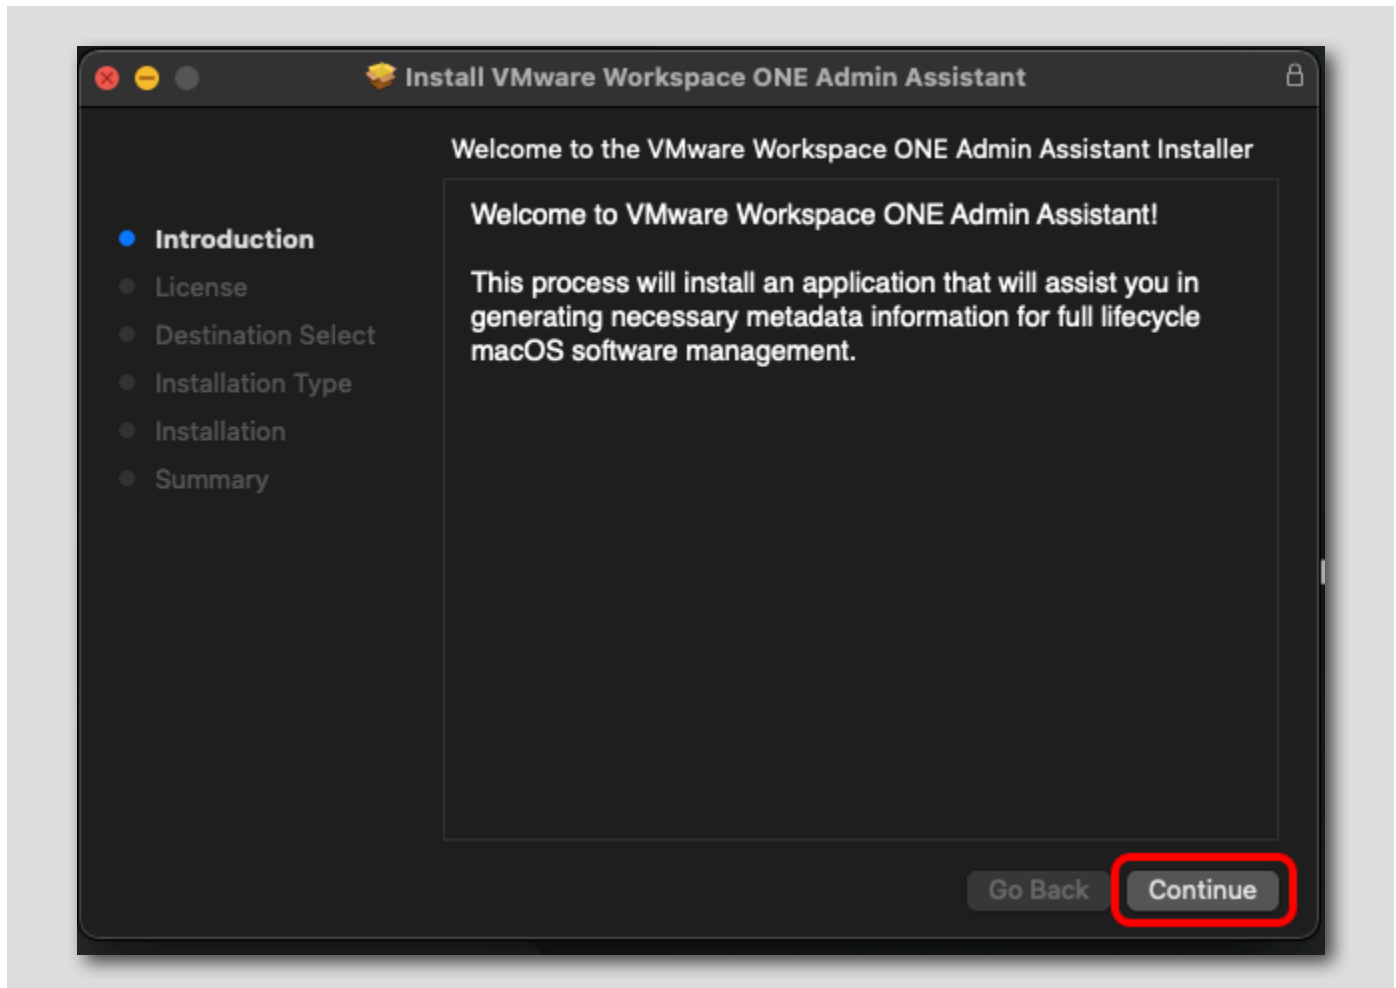 Install VMware Workspace ONE Admin Assistant
Welcome to the VMware Workspace ONE Admin Assistant Installer
Introduction
License
Destination Select
Installation Type
Installation
Summary
Welcome to VMware Workspace ONE Admin Assistant!
This process will install an application that will assist you in
generating necessary metadata information for full lifecycle
macOS software management.
Go Back
Continue